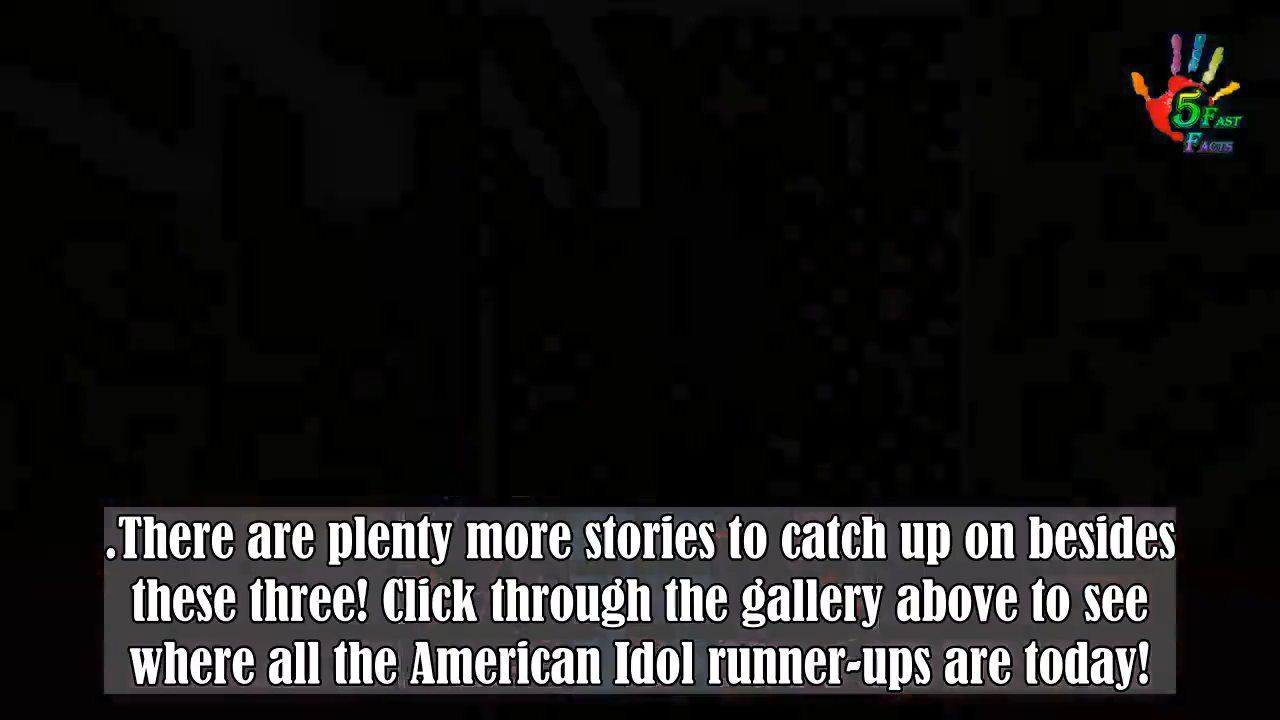 5 FAST
FACTS
.There are plenty more stories to catch up on besides
these three! Click through the gallery above to see
where all the American Idol runner-ups are today!